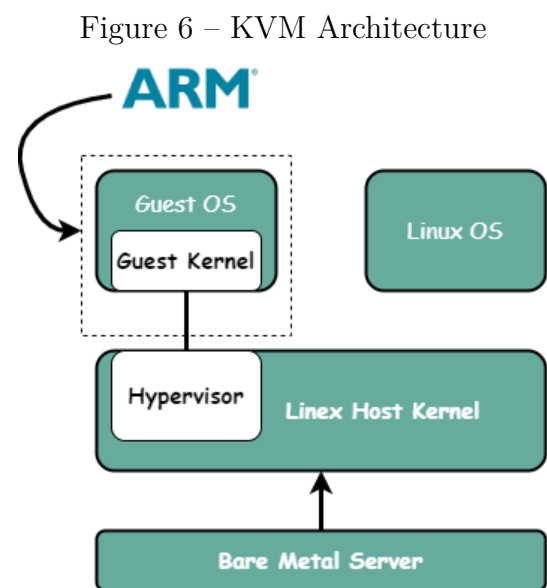 Figure 6 – KVM Architecture
ARM
Guest OS
Guest Kernel
Linux OS
Hypervisor
Linex Host Kernel
Bare Metal Server